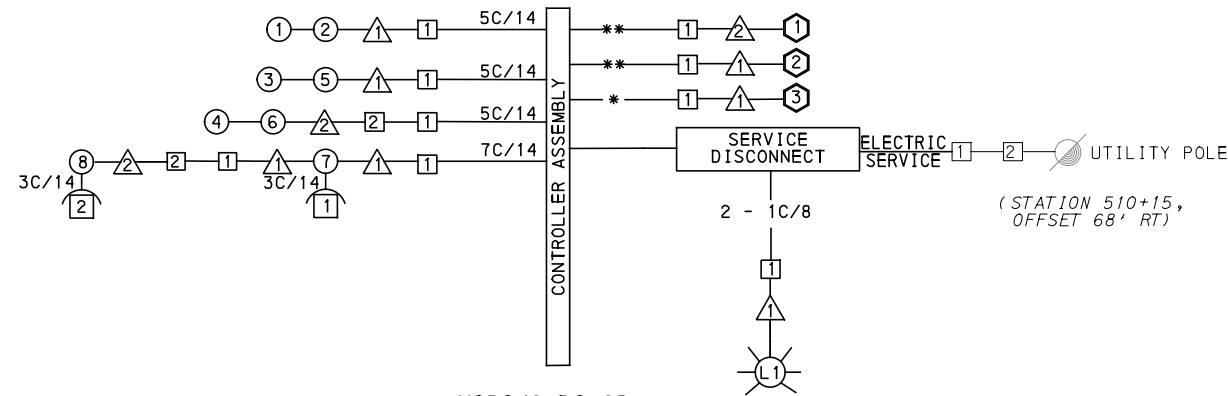 1 2 1 1 5C/14
** 1 2 1
3 5 1 1 5C/14
** 1 1 2
4 6 2 2 1 5C/14
* 1 1 3
8 2 2 1 1 7 1 1 7C/14
3C/14 2
3C/14 1
CONTROLLER ASSEMBLY
SERVICE
DISCONNECT
ELECTRIC
SERVICE
1 2 UTILITY POLE
(STATION 510+15,
OFFSET 68' RT)
2 - 1C/8
1
1
L1